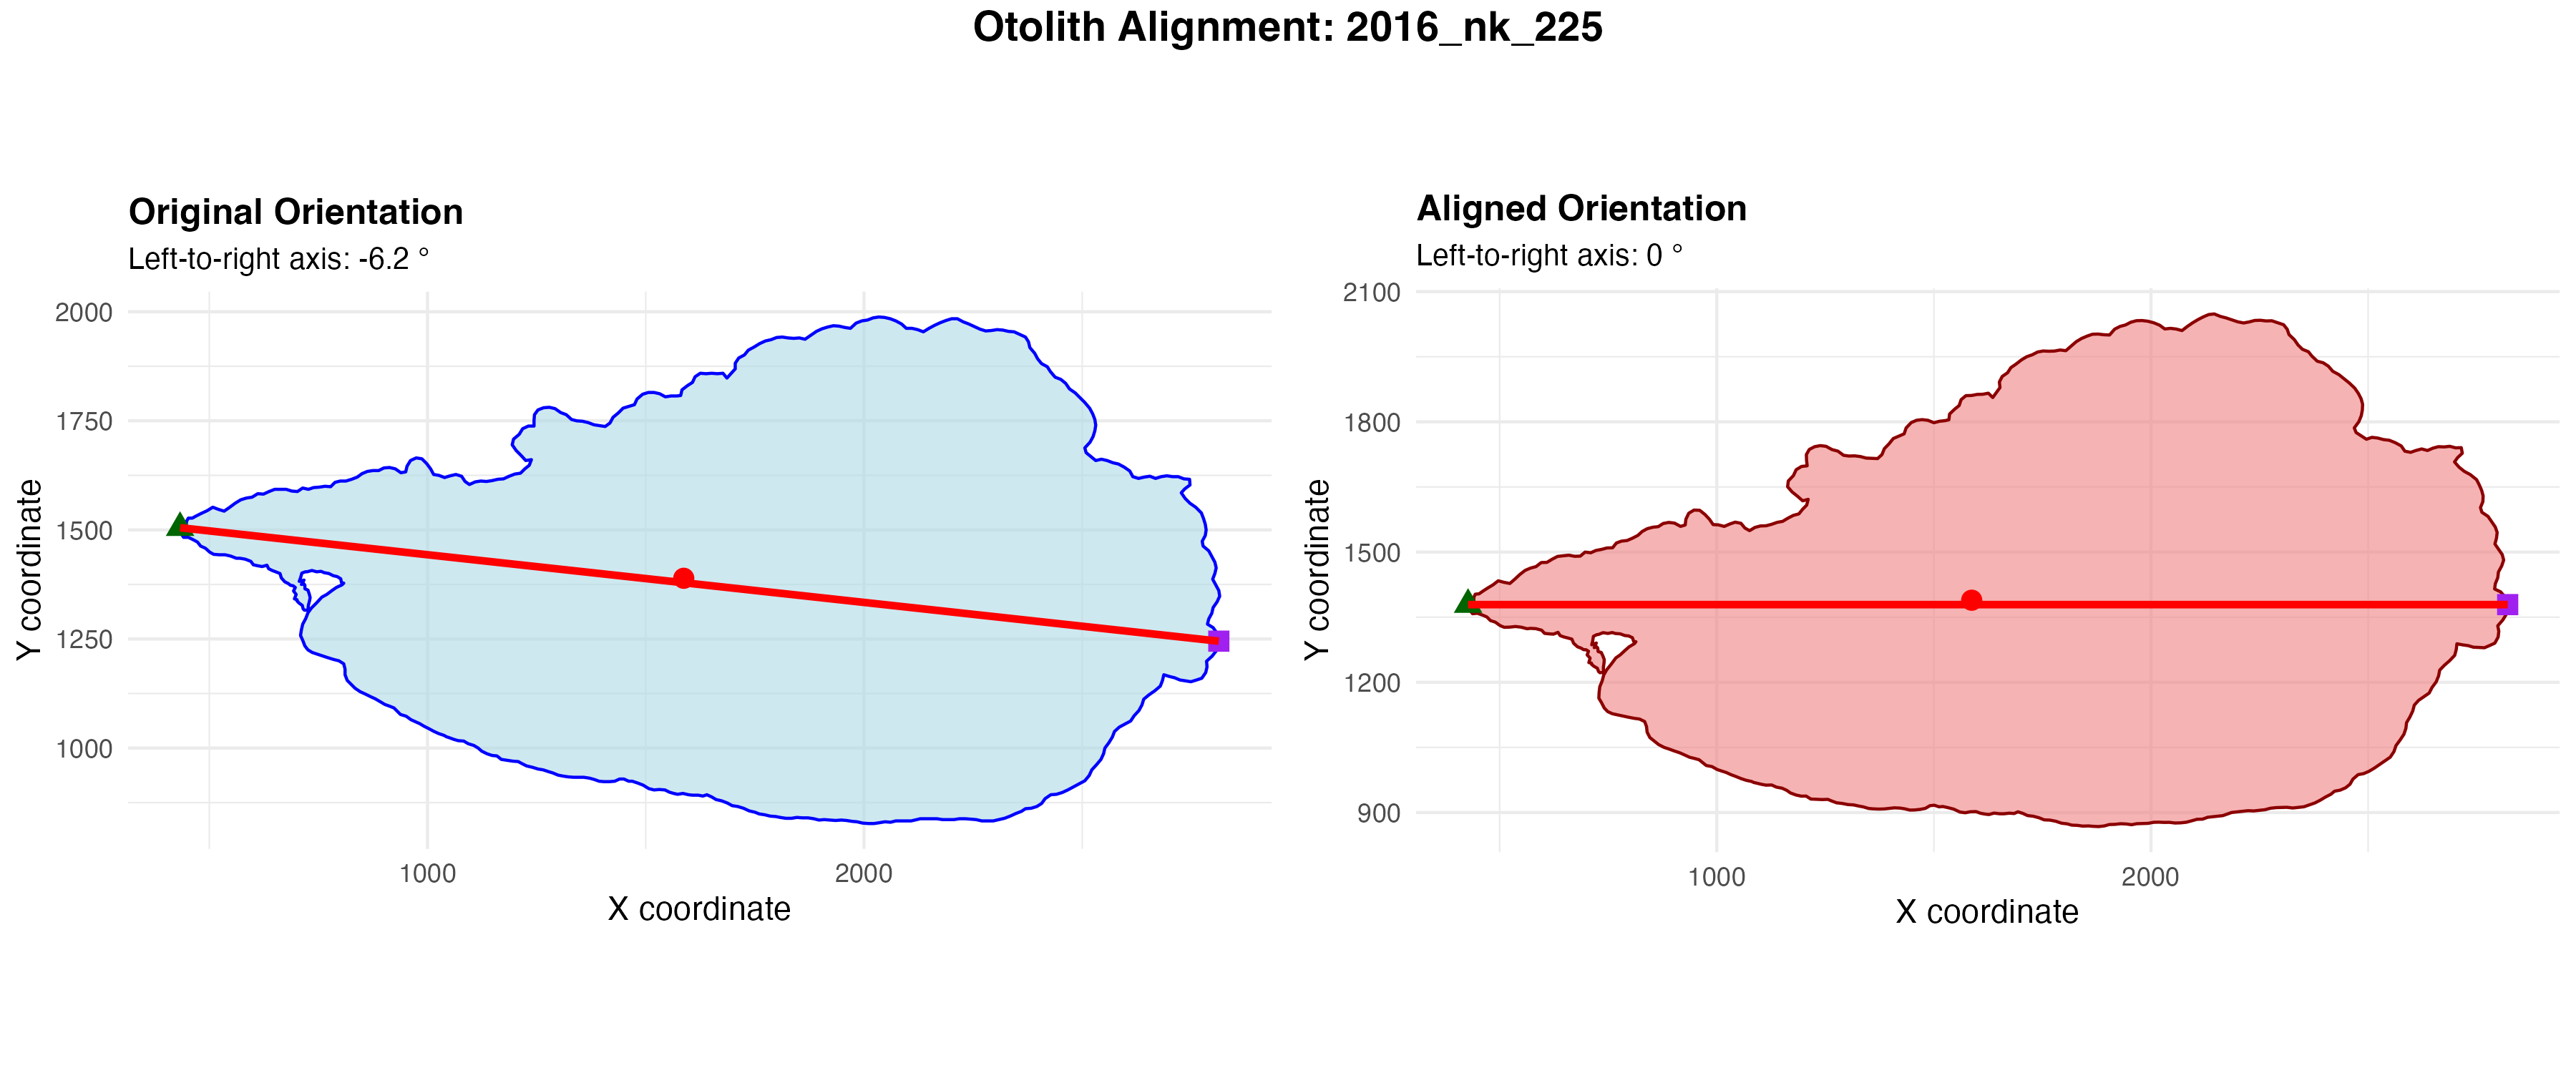 Otolith Alignment: 2016_nk_225
Original Orientation
Left-to-right axis: -6.2 °
2000
1750
1500
1250
1000
Y coordinate
1000 2000
X coordinate
Aligned Orientation
Left-to-right axis: 0 °
2100
1800
1500
1200
900
Y coordinate
1000 2000
X coordinate